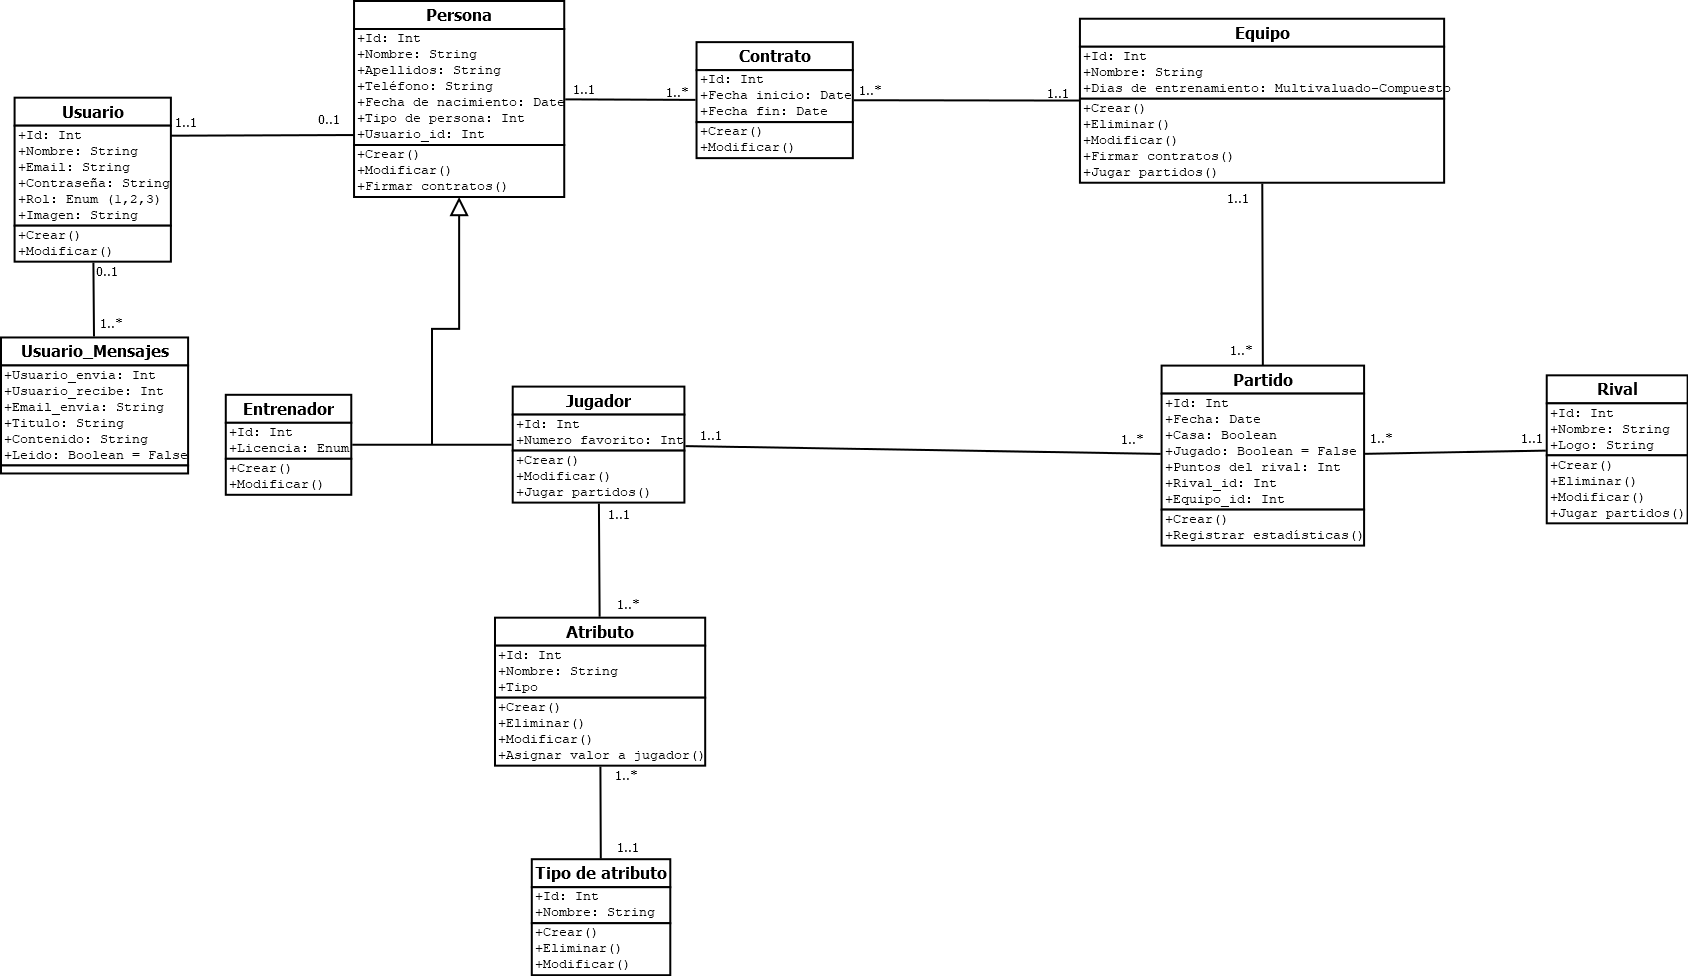 Persona
+Id: Int
+Nombre: String
+Apellidos: String
+Teléfono: String
+Fecha de nacimiento: Date
+Tipo de persona: Int
+Usuario_id: Int
+Crear()
+Modificar()
+Firmar contratos()
Contrato
+Id: Int
+Fecha inicio: Date
+Fecha fin: Date
+Crear()
+Modificar()
Equipo
+Id: Int
+Nombre: String
+Dias de entrenamiento: Multivaluado-Compuesto
+Crear()
+Eliminar()
+Modificar()
+Firmar contratos()
+Jugar partidos()
1..1
1..*
1..*
1..1
Usuario
+Id: Int
+Nombre: String
+Email: String
+Contraseña: String
+Rol: Enum (1,2,3)
+Imagen: String
+Crear()
+Modificar()
1..1
0..1
0..1
1..*
Usuario_Mensajes
+Usuario_envia: Int
+Usuario_recibe: Int
+Email_envia: String
+Titulo: String
+Contenido: String
+Leido: Boolean = False
Entrenador
+Id: Int
+Licencia: Enum
+Crear()
+Modificar()
Jugador
+Id: Int
+Numero favorito: Int
+Crear()
+Modificar()
+Jugar partidos()
1..1
1..*
1..1
1..*
Partido
+Id: Int
+Fecha: Date
+Casa: Boolean
+Jugado: Boolean = False
+Puntos del rival: Int
+Rival_id: Int
+Equipo_id: Int
+Crear()
+Registrar estadísticas()
1..*
1..1
Rival
+Id: Int
+Nombre: String
+Logo: String
+Crear()
+Eliminar()
+Modificar()
+Jugar partidos()
1..1
1..*
Atributo
+Id: Int
+Nombre: String
+Tipo
+Crear()
+Eliminar()
+Modificar()
+Asignar valor a jugador()
1..*
1..1
Tipo de atributo
+Id: Int
+Nombre: String
+Crear()
+Eliminar()
+Modificar()